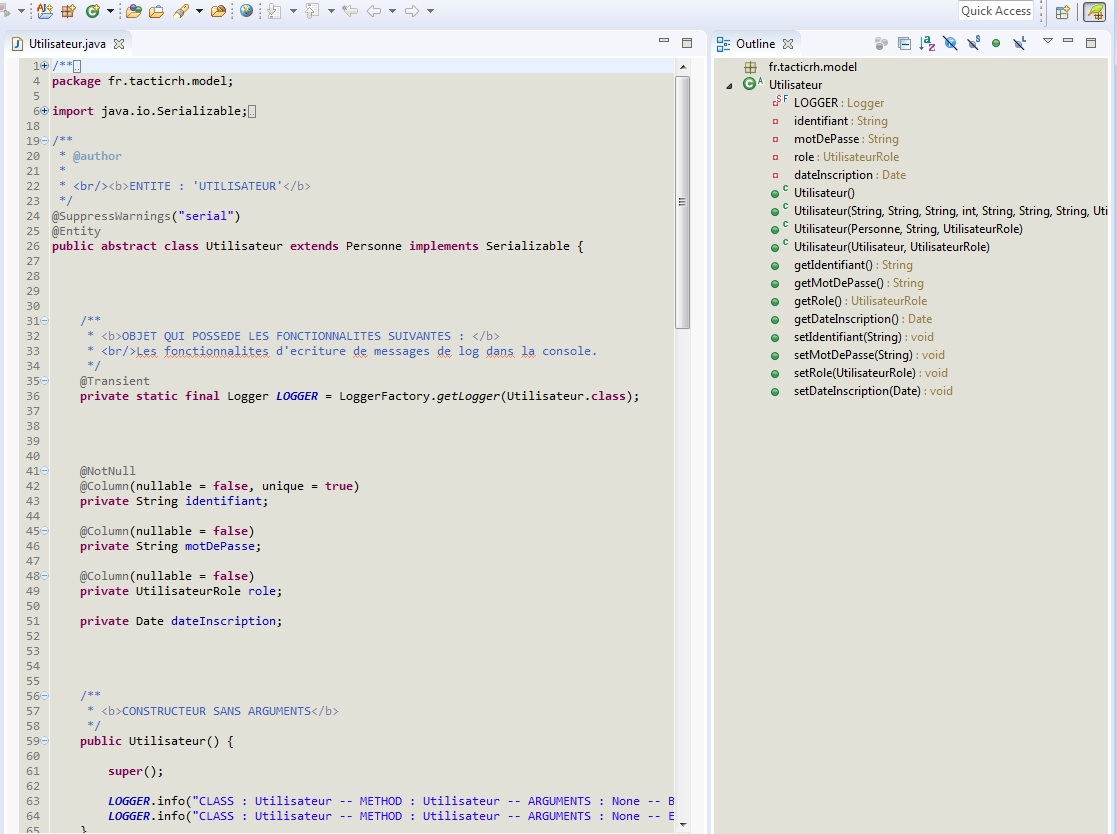 Quick Access
Utilisateur.java
1 /**
4 package fr.tacticrh.model;
5
6 import java.io.Serializable;
18
19 /**
20 * @author
21 *
22 * <br/><b>ENTITE : 'UTILISATEUR'</b>
23 */
24 @SuppressWarnings("serial")
25 @Entity
26 public abstract class Utilisateur extends Personne implements Serializable {
27
28
29
30
31 /**
32 * <b>OBJET QUI POSSEDE LES FONCTIONNALITES SUIVANTES : </b>
33 * <br/>Les fonctionnalites d'ecriture de messages de log dans la console.
34 */
35 @Transient
36 private static final Logger LOGGER = LoggerFactory.getLogger(Utilisateur.class);
37
38
39
40
41 @NotNull
42 @Column(nullable = false, unique = true)
43 private String identifiant;
44
45 @Column(nullable = false)
46 private String motDePasse;
47
48 @Column(nullable = false)
49 private UtilisateurRole role;
50
51 private Date dateInscription;
52
53
54
55
56 /**
57 * <b>CONSTRUCTEUR SANS ARGUMENTS</b>
58 */
59 public Utilisateur() {
60
61 super();
62
63 LOGGER.info("CLASS : Utilisateur -- METHOD : Utilisateur -- ARGUMENTS : None -- B
64 LOGGER.info("CLASS : Utilisateur -- METHOD : Utilisateur -- ARGUMENTS : None -- E
65 }
Outline
fr.tacticrh.model
Utilisateur
LOGGER : Logger
identifiant : String
motDePasse : String
role : UtilisateurRole
dateInscription : Date
Utilisateur()
Utilisateur(String, String, String, int, String, String, String, Uti
Utilisateur(Personne, String, UtilisateurRole)
Utilisateur(Utilisateur, UtilisateurRole)
getIdentifiant() : String
getMotDePasse() : String
getRole() : UtilisateurRole
getDateInscription() : Date
setIdentifiant(String) : void
setMotDePasse(String) : void
setRole(UtilisateurRole) : void
setDateInscription(Date) : void